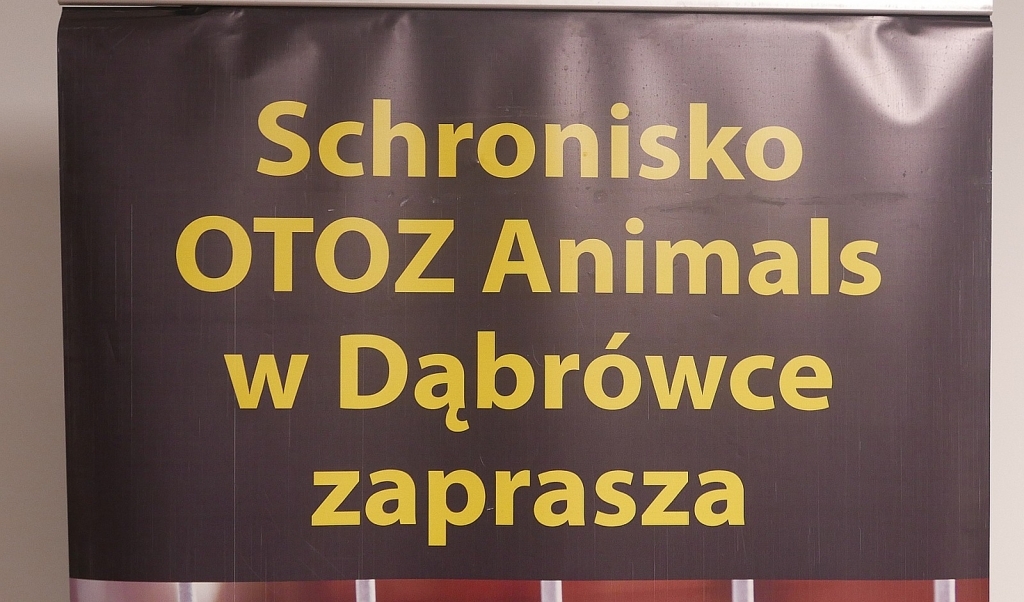 Schronisko
OTOZ Animals
w Dąbrówce
zaprasza